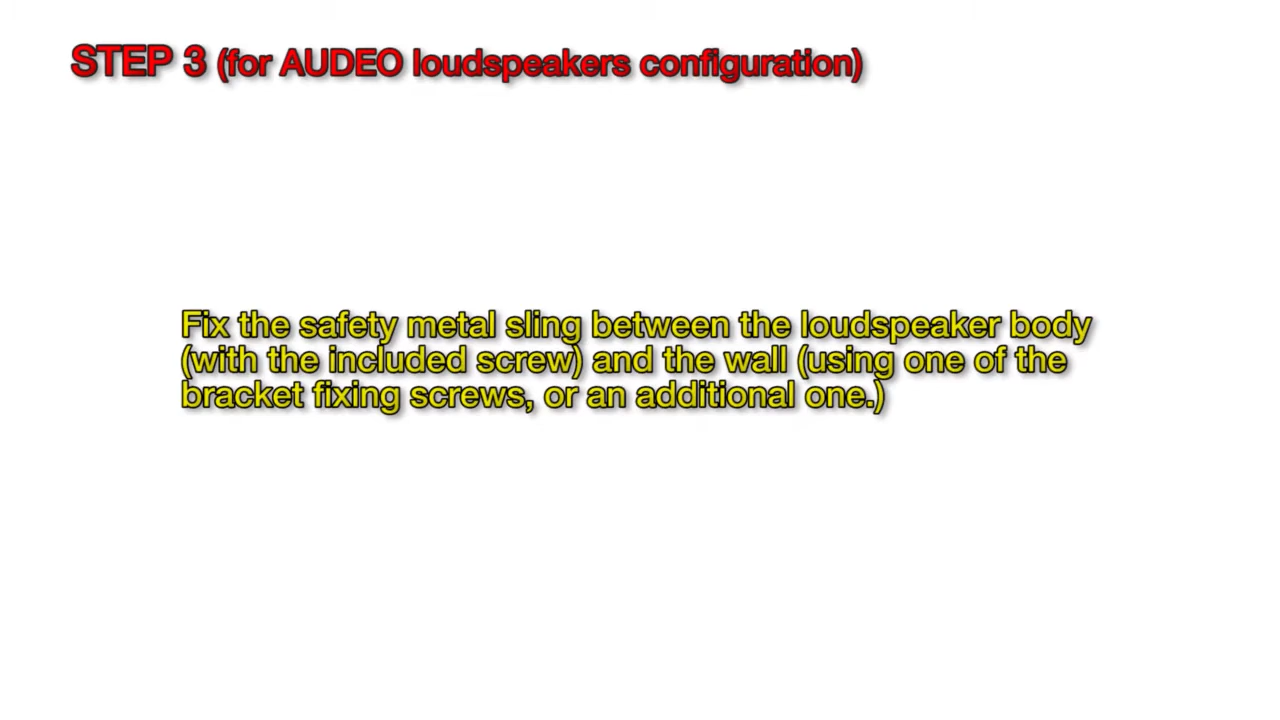 STEP 3 (for AUDEO loudspeakers configuration)
Fix the safety metal sling between the loudspeaker body
(with the included screw) and the wall (using one of the
bracket fixing screws, or an additional one.)